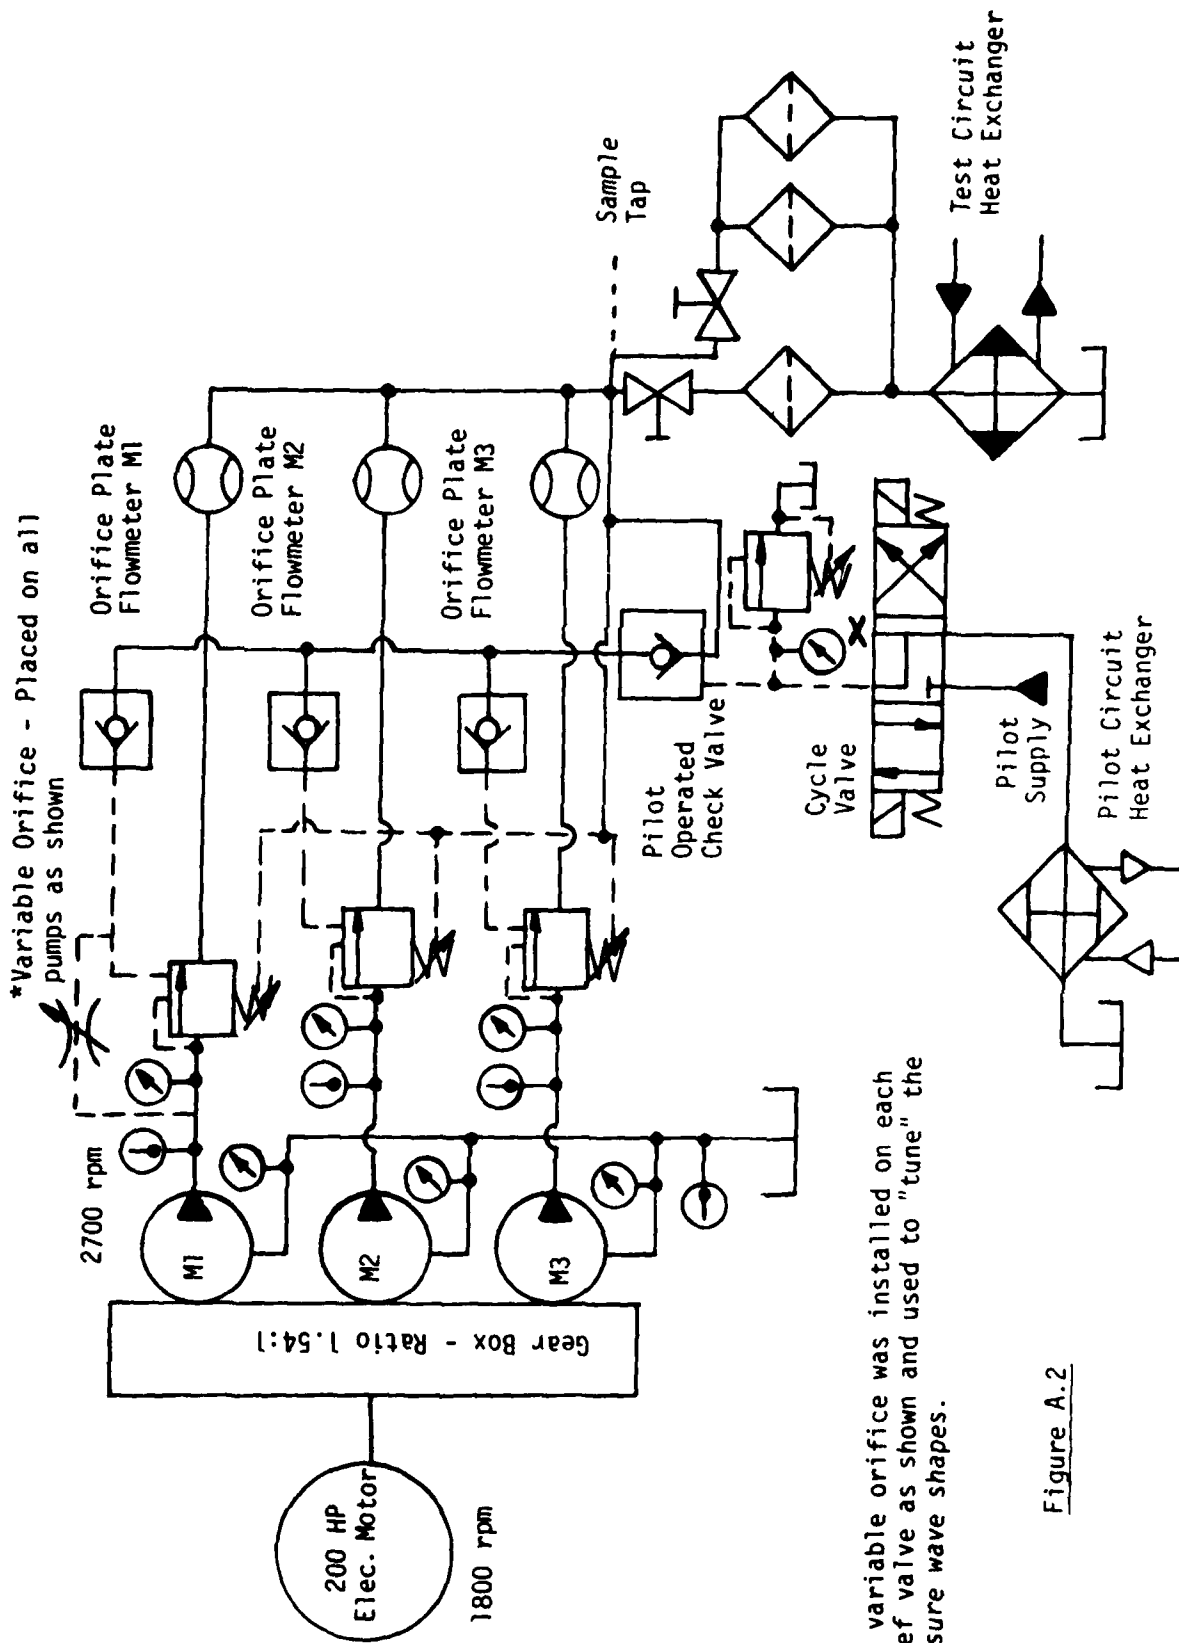 *Variable Orifice - Placed on all
pumps as shown
Orifice Plate
Flowmeter M1
Orifice Plate
Flowmeter M2
Orifice Plate
Flowmeter M3
Sample
Tap
Test Circuit
Heat Exchanger
2700 rpm
M1
M2
M3
Gear Box - Ratio 1.54:1
200 HP
Elec. Motor
1800 rpm
Pilot
Operated
Check Valve
X
Cycle
Valve
Pilot
Supply
Pilot Circuit
Heat Exchanger
variable orifice was installed on each
ef valve as shown and used to "tune" the
sure wave shapes.
Figure A.2